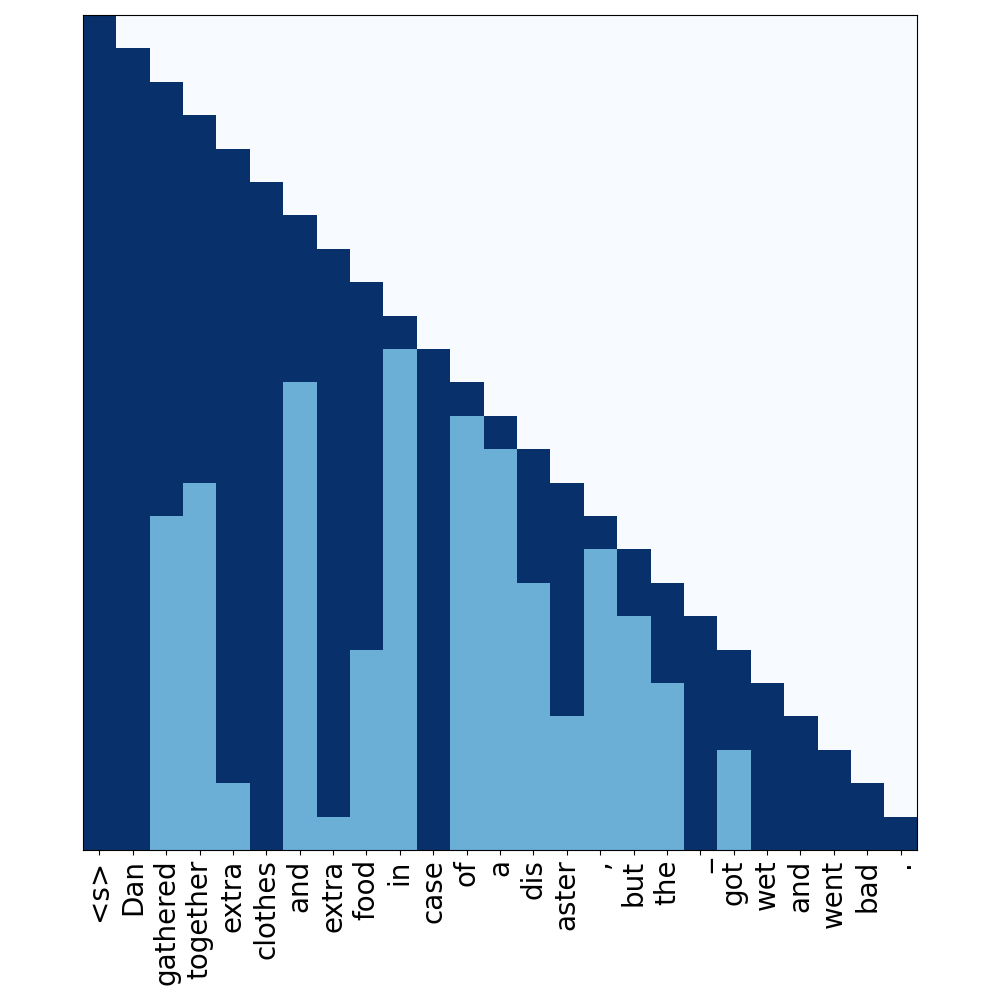 <s> Dan gathered together extra clothes and extra food in case of a dis aster , but the _ got wet and went bad .